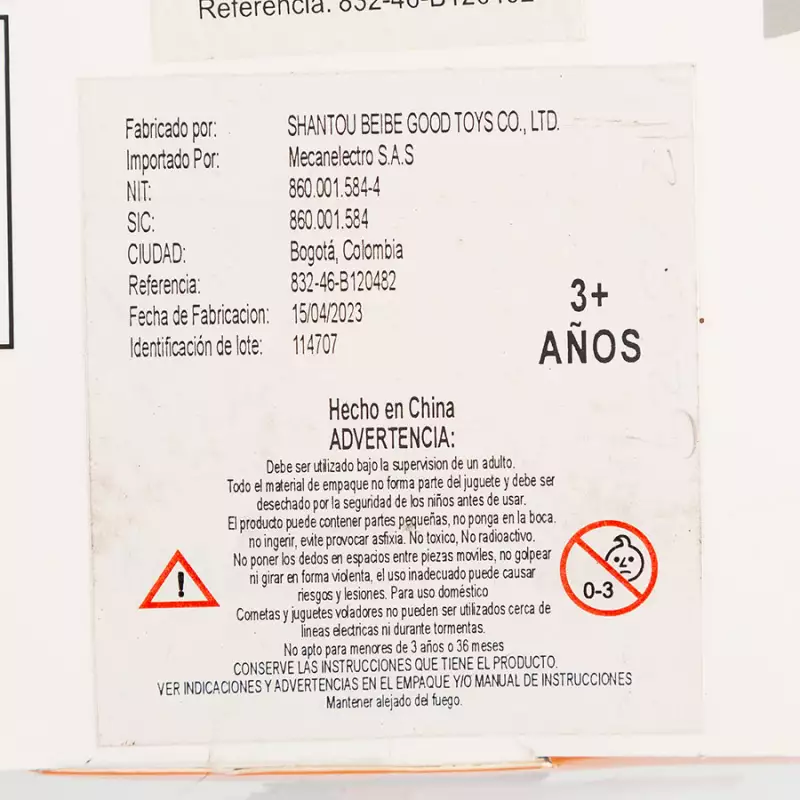 Referencia: 832-46-B120482
Fabricado por: SHANTOU BEIBE GOOD TOYS CO., LTD.
Importado Por: Mecanelectro S.A.S
NIT: 860.001.584-4
SIC: 860.001.584
CIUDAD: Bogotá, Colombia
Referencia: 832-46-B120482
Fecha de Fabricacion: 15/04/2023
Identificación de lote: 114707
3+
AÑOS
Hecho en China
ADVERTENCIA:
Debe ser utilizado bajo la supervision de un adulto.
Todo el material de empaque no forma parte del juguete y debe ser
desechado por la seguridad de los niños antes de usar.
El producto puede contener partes pequeñas, no ponga en la boca.
no ingerir, evite provocar asfixia. No Toxico, No radioactivo.
No poner los dedos en espacios entre piezas moviles, no golpear
ni girar en forma violenta, el uso inadecuado puede causar
riesgos y lesiones. Para uso doméstico
Cometas y juguetes voladores no pueden ser utilizados cerca de
lineas electricas ni durante tormentas.
No apto para menores de 3 años o 36 meses
CONSERVE LAS INSTRUCCIONES QUE TIENE EL PRODUCTO.
VER INDICACIONES Y ADVERTENCIAS EN EL EMPAQUE Y/O MANUAL DE INSTRUCCIONES
Mantener alejado del fuego.
!
0-3